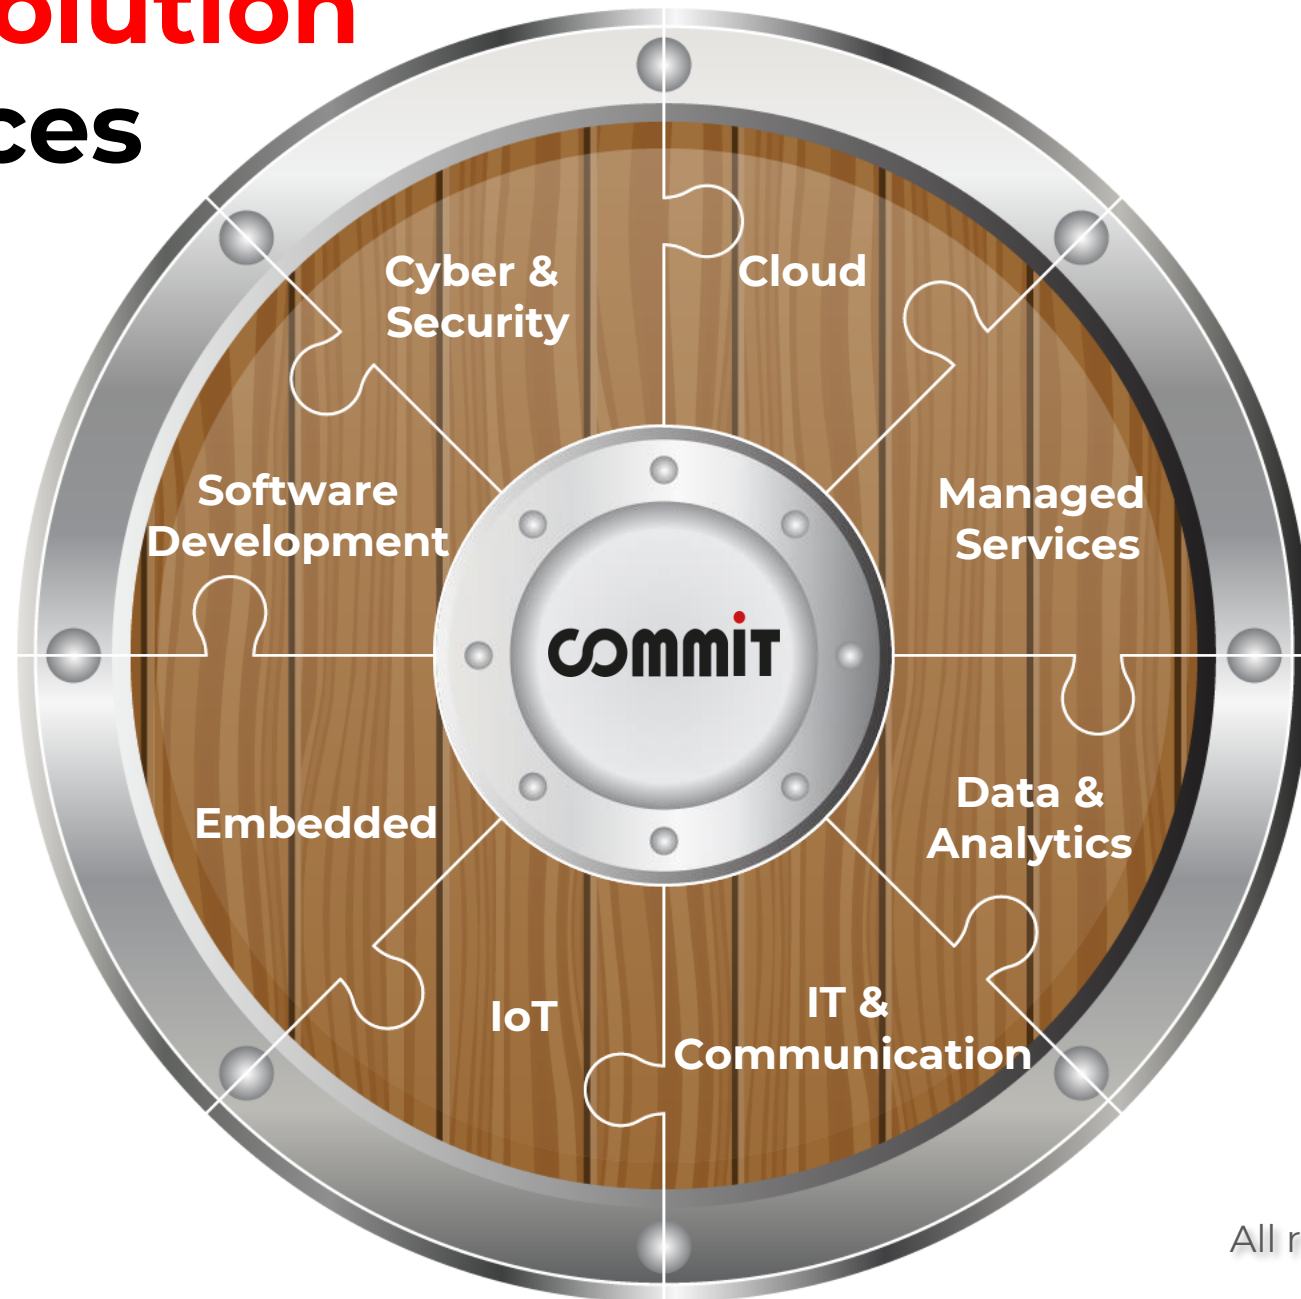 olution
ces
Cyber &
Security
Cloud
Software
Development
Managed
Services
COMMIT
Embedded
Data &
Analytics
IoT
IT &
Communication
All r